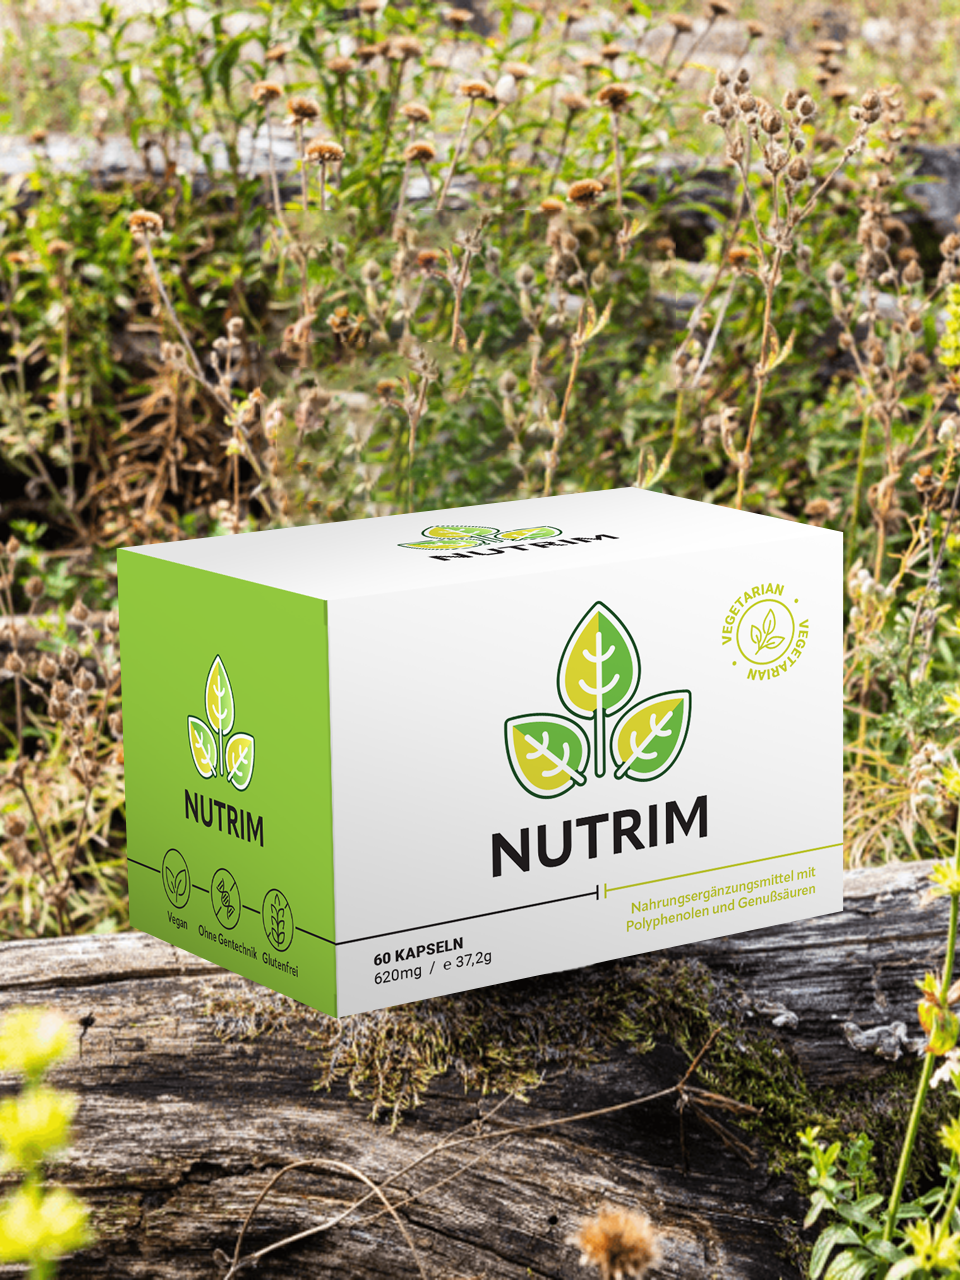 NUTRIM
VEGETARIAN • VEGETARIAN •
NUTRIM
NUTRIM
Vegan
Ohne Gentechnik
Glutenfrei
60 KAPSELN
620mg / ℮ 37,2g
Nahrungsergänzungsmittel mit
Polyphenolen und Genußsäuren